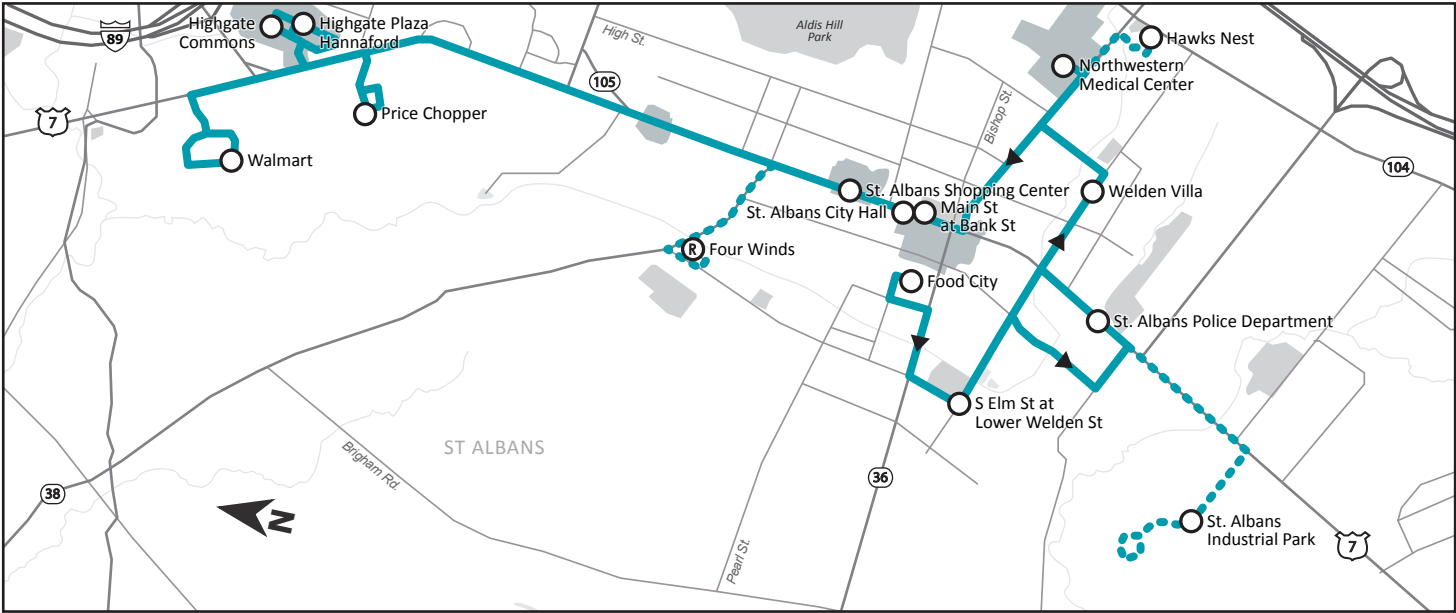 Highgate
Commons
Highgate Plaza
Hannaford
89
High St.
Aldis Hill
Park
Hawks Nest
Northwestern
Medical Center
105
7
Price Chopper
Bishop St.
Walmart
104
St. Albans Shopping Center
Welden Villa
St. Albans City Hall
Main St
at Bank St
R
Four Winds
Food City
St. Albans Police Department
S Elm St at
Lower Welden St
ST ALBANS
Brigham Rd.
36
38
N
St. Albans
Industrial Park
Pearl St.
7